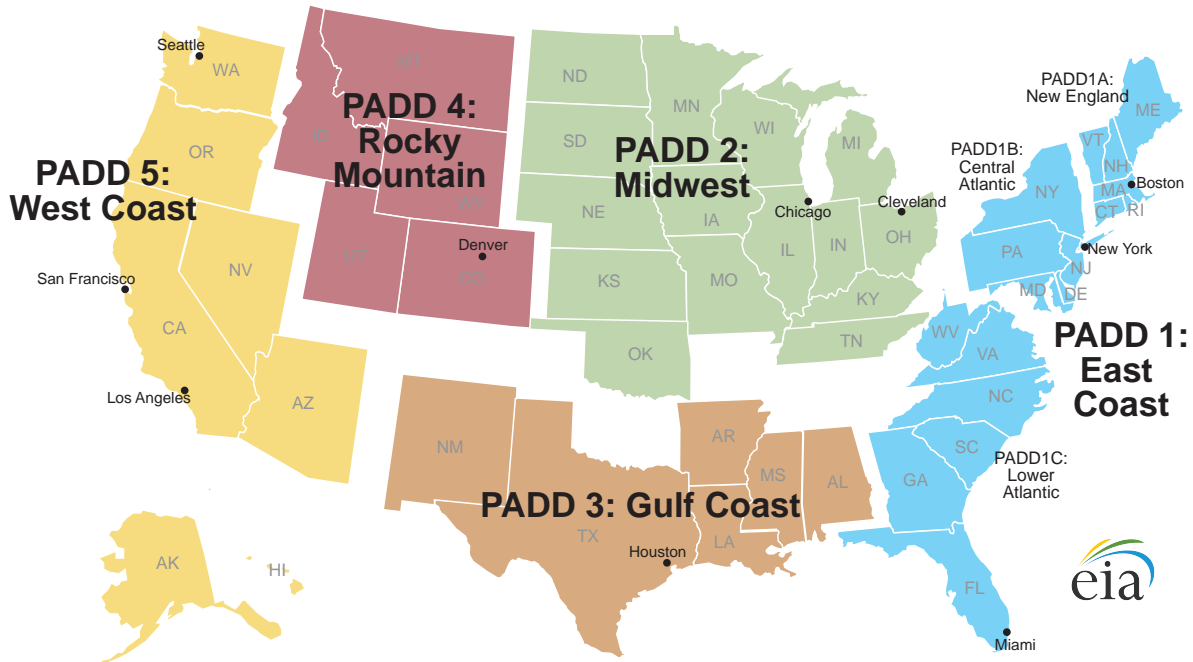 Seattle
WA
MT
ND
MN
PADD1A:
New England
ME
PADD 4:
Rocky
Mountain
ID
WY
OR
SD
WI
MI
PADD 2:
Midwest
PADD1B:
Central
Atlantic
VT
NH
MA
Boston
CT
RI
NY
PADD 5:
West Coast
NE
IA
Chicago
Cleveland
IL
IN
OH
PA
New York
NJ
MD
DE
Denver
UT
CO
NV
San Francisco
CA
KS
MO
KY
WV
VA
PADD 1:
East
Coast
OK
TN
Los Angeles
AZ
NC
SC
PADD1C:
Lower
Atlantic
NM
AR
MS
AL
GA
PADD 3: Gulf Coast
TX
Houston
LA
AK
HI
FL
Miami
eia